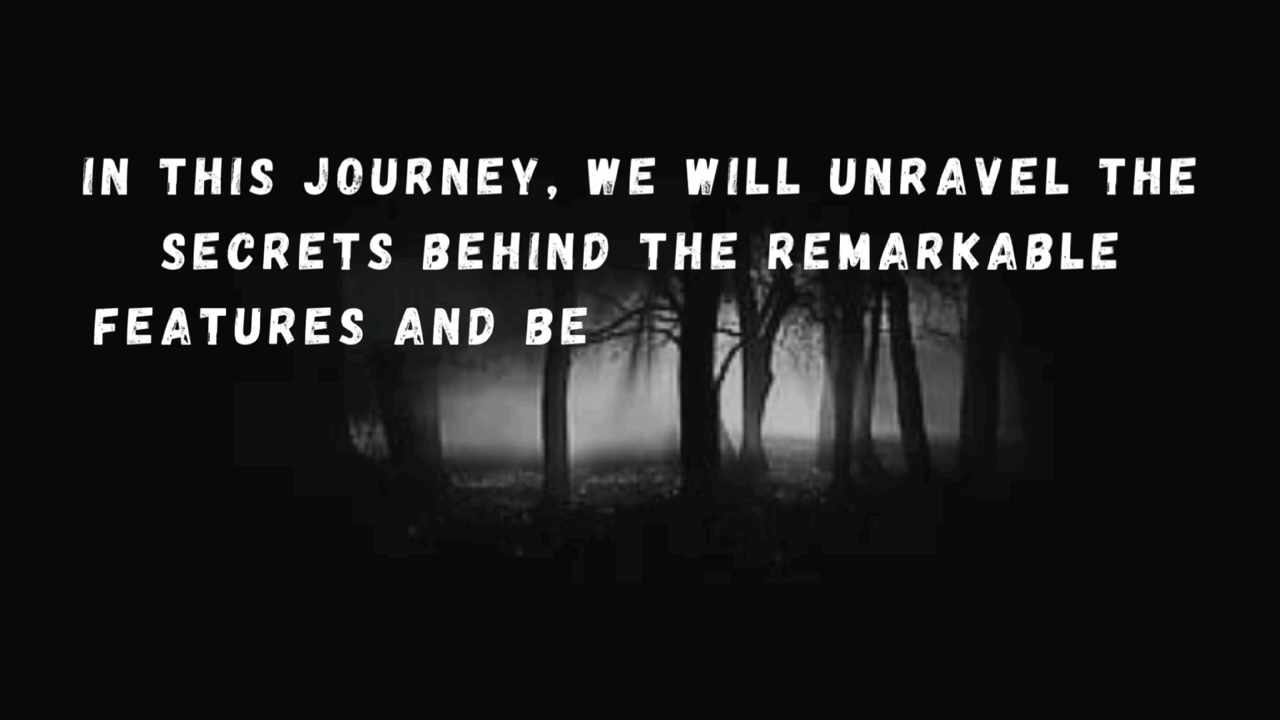 IN THIS JOURNEY, WE WILL UNRAVEL THE
SECRETS BEHIND THE REMARKABLE
FEATURES AND BE